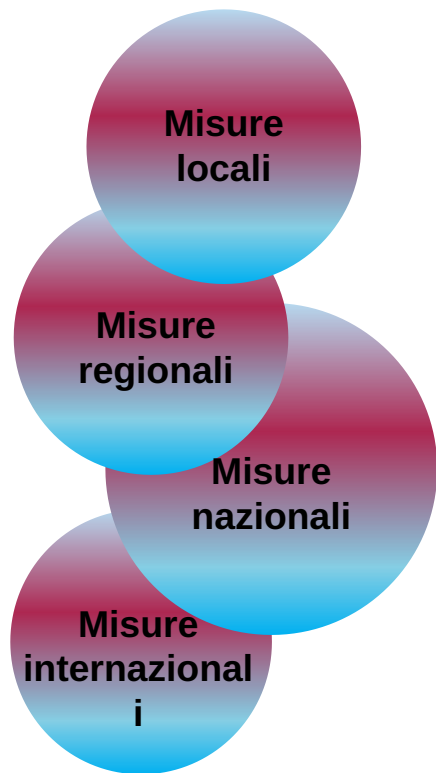 Misure
locali
Misure
regionali
Misure
nazionali
Misure
internazional
i